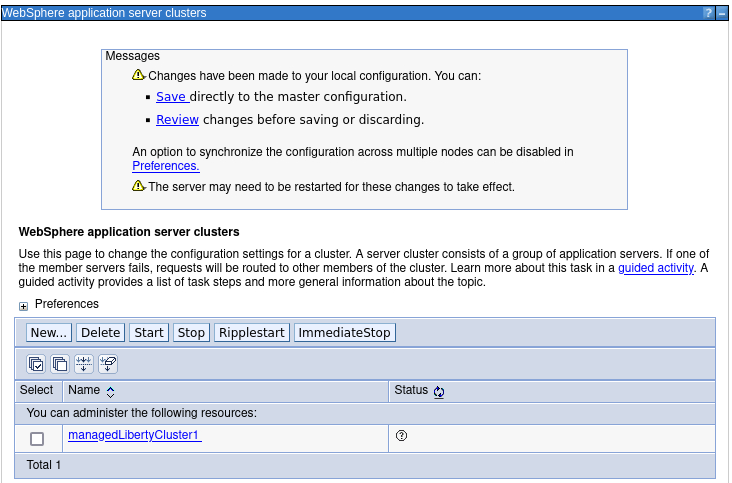 WebSphere application server clusters ? –
Messages
Changes have been made to your local configuration. You can:
Save directly to the master configuration.
Review changes before saving or discarding.
An option to synchronize the configuration across multiple nodes can be disabled in
Preferences.
The server may need to be restarted for these changes to take effect.
WebSphere application server clusters
Use this page to change the configuration settings for a cluster. A server cluster consists of a group of application servers. If one of
the member servers fails, requests will be routed to other members of the cluster. Learn more about this task in a guided activity. A
guided activity provides a list of task steps and more general information about the topic.
Preferences
New... Delete Start Stop Ripplestart ImmediateStop
Select Name Status
You can administer the following resources:
managedLibertyCluster1 ?
Total 1